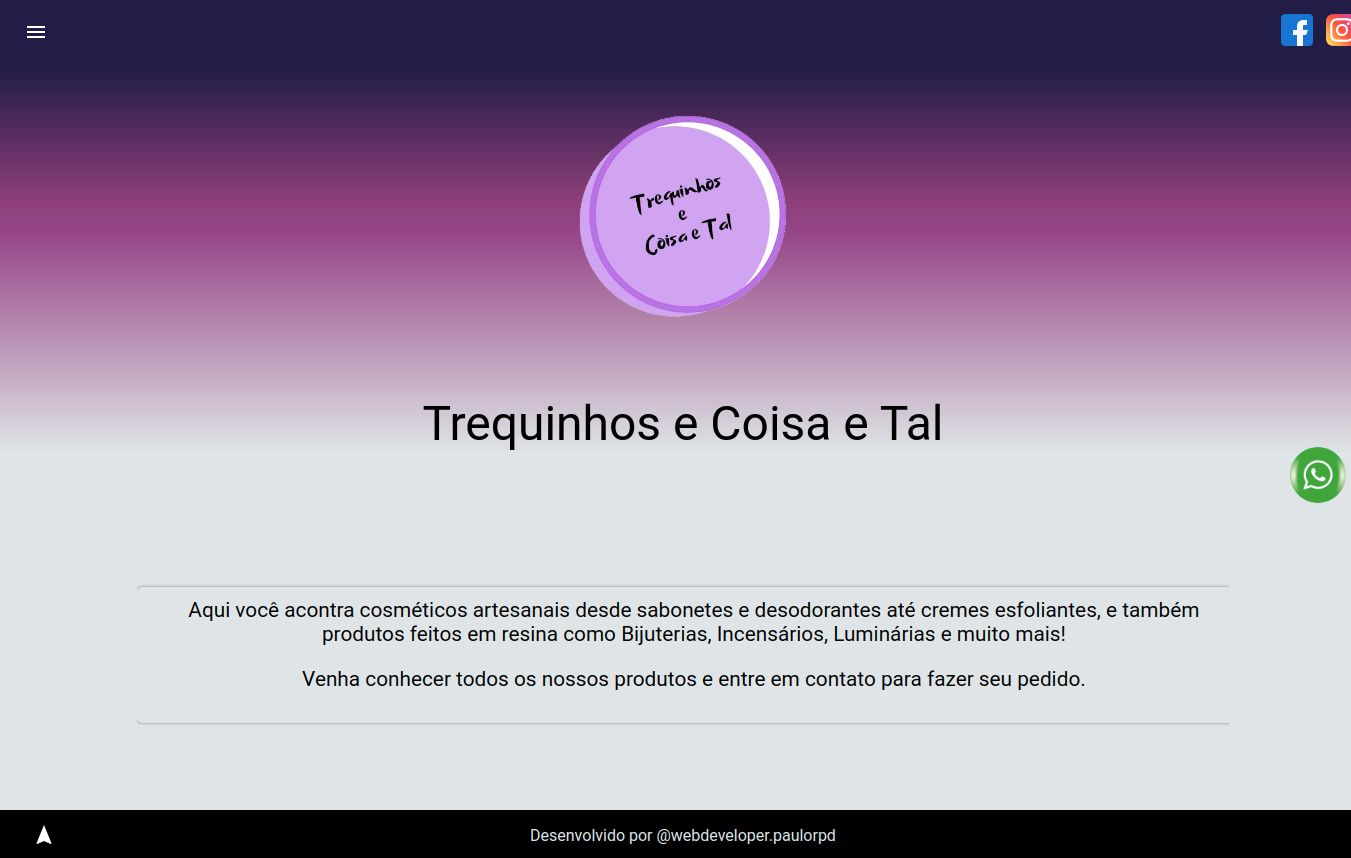 Trequinhos
e
Coisa e Tal
Trequinhos e Coisa e Tal
Aqui você acontra cosméticos artesanais desde sabonetes e desodorantes até cremes esfoliantes, e também
produtos feitos em resina como Bijuterias, Incensários, Luminárias e muito mais!
Venha conhecer todos os nossos produtos e entre em contato para fazer seu pedido.
Desenvolvido por @webdeveloper.paulorpd